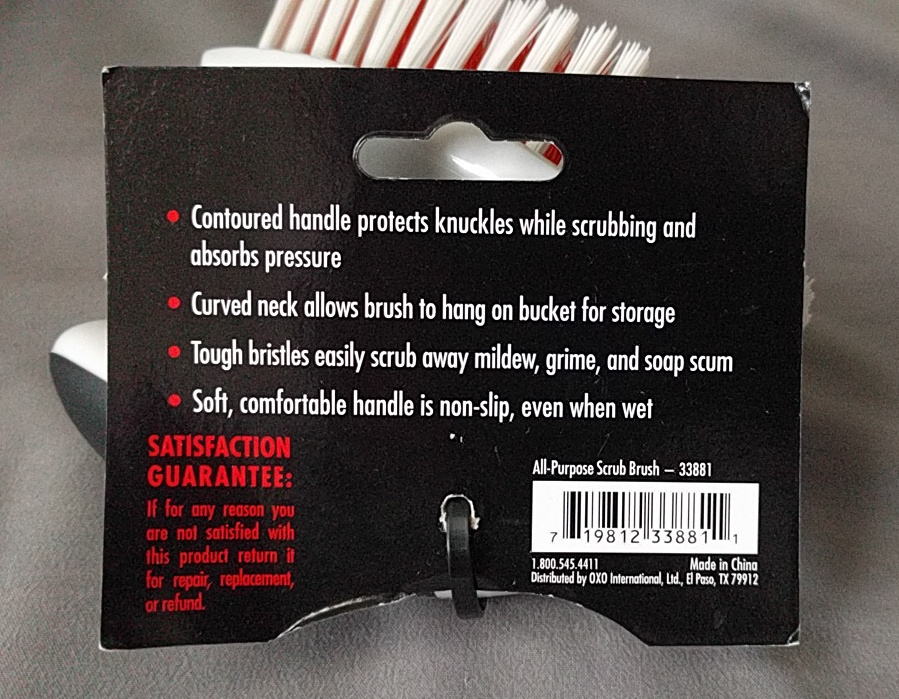 • Contoured handle protects knuckles while scrubbing and
absorbs pressure
• Curved neck allows brush to hang on bucket for storage
• Tough bristles easily scrub away mildew, grime, and soap scum
• Soft, comfortable handle is non-slip, even when wet
SATISFACTION
GUARANTEE:
If for any reason you
are not satisfied with
this product return it
for repair, replacement,
or refund.
All-Purpose Scrub Brush – 33881
7 19812 33881 1
1.800.545.4411 Made in China
Distributed by OXO International, Ltd., El Paso, TX 79912